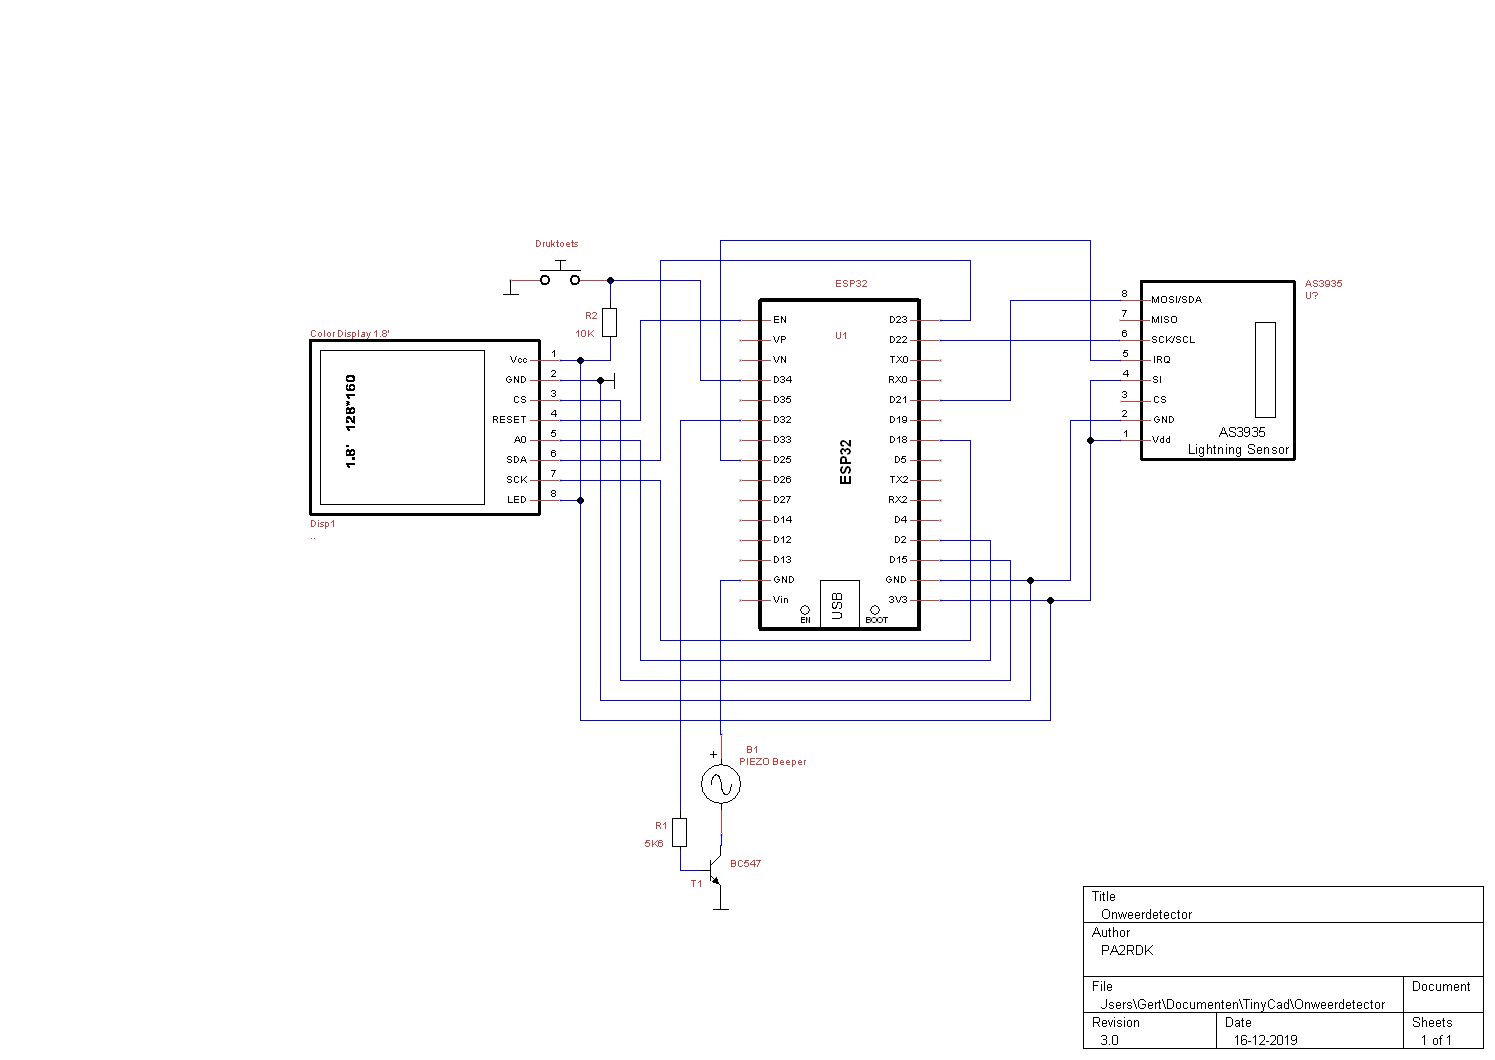 Druktoets
R2
10K
Color Display 1.8'
1.8' 128*160
Vcc 1
GND 2
CS 3
RESET 4
A0 5
SDA 6
SCK 7
LED 8
Disp1
..
ESP32
U1
ESP32
EN
VP
VN
D34
D35
D32
D33
D25
D26
D27
D14
D12
D13
GND
Vin
D23
D22
TX0
RX0
D21
D19
D18
D5
TX2
RX2
D4
D2
D15
GND
3V3
EN
USB
BOOT
AS3935
U?
8 MOSI/SDA
7 MISO
6 SCK/SCL
5 IRQ
4 SI
3 CS
2 GND
1 Vdd
AS3935
Lightning Sensor
+
B1
PIEZO Beeper
R1
5K6
BC547
T1
Title
Onweerdetector
Author
PA2RDK
File
Jsers\Gert\Documenten\TinyCad\Onweerdetector
Document
Revision
3.0
Date
16-12-2019
Sheets
1 of 1